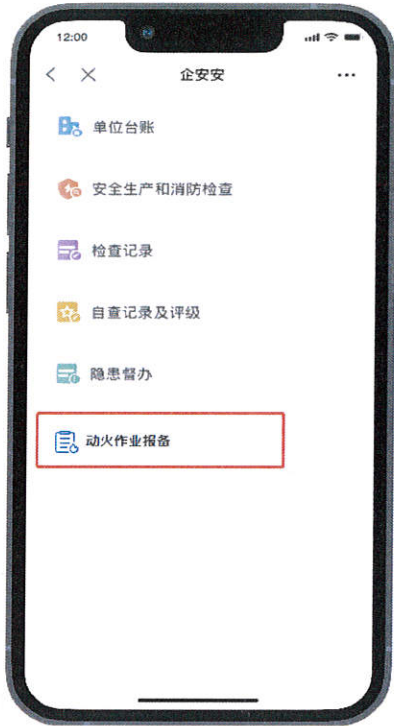 12:00
企安安
单位台账
安全生产和消防检查
检查记录
自查记录及评级
隐患督办
动火作业报备